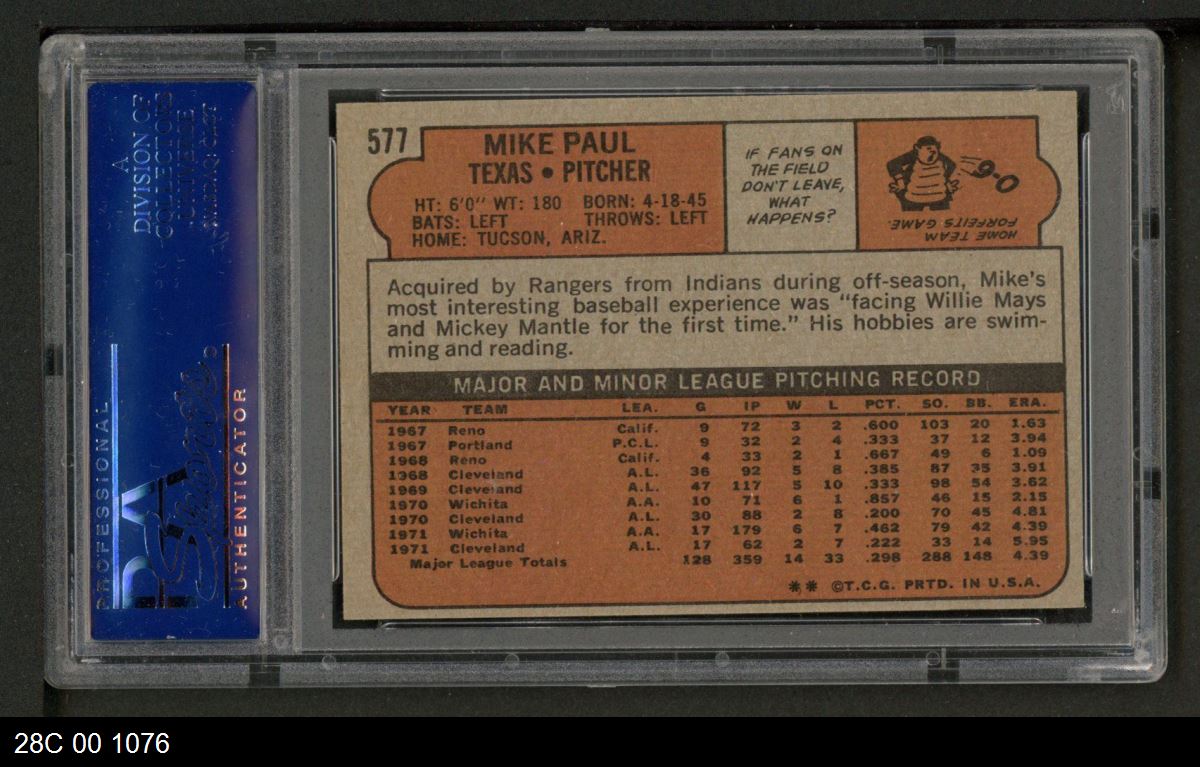 A
DIVISION OF
COLLECTORS
UNIVERSE
NASDAQ: CLCT
PROFESSIONAL
PSA
AUTHENTICATOR
577
MIKE PAUL
TEXAS • PITCHER
HT: 6'0" WT: 180 BORN: 4-18-45
BATS: LEFT THROWS: LEFT
HOME: TUCSON, ARIZ.
IF FANS ON
THE FIELD
DON'T LEAVE,
WHAT
HAPPENS?
9-0
HOME TEAM
FORFEITS GAME.
Acquired by Rangers from Indians during off-season, Mike's
most interesting baseball experience was "facing Willie Mays
and Mickey Mantle for the first time." His hobbies are swim-
ming and reading.
MAJOR AND MINOR LEAGUE PITCHING RECORD
YEAR TEAM LEA. G IP W L PCT. SO. BB. ERA.
1967 Reno Calif. 9 72 3 2 .600 103 20 1.63
1967 Portland P.C.L. 9 32 2 4 .333 37 12 3.94
1968 Reno Calif. 4 33 2 1 .667 49 6 1.09
1968 Cleveland A.L. 36 92 5 8 .385 87 35 3.91
1969 Cleveland A.L. 47 117 5 10 .333 98 54 3.62
1970 Wichita A.A. 10 71 6 1 .857 46 15 2.15
1970 Cleveland A.L. 30 88 2 8 .200 70 45 4.81
1971 Wichita A.A. 17 179 6 7 .462 79 42 4.39
1971 Cleveland A.L. 17 62 2 7 .222 33 14 5.95
Major League Totals 128 359 14 33 .298 288 148 4.39
** ©T.C.G. PRTD. IN U.S.A.
28C 00 1076